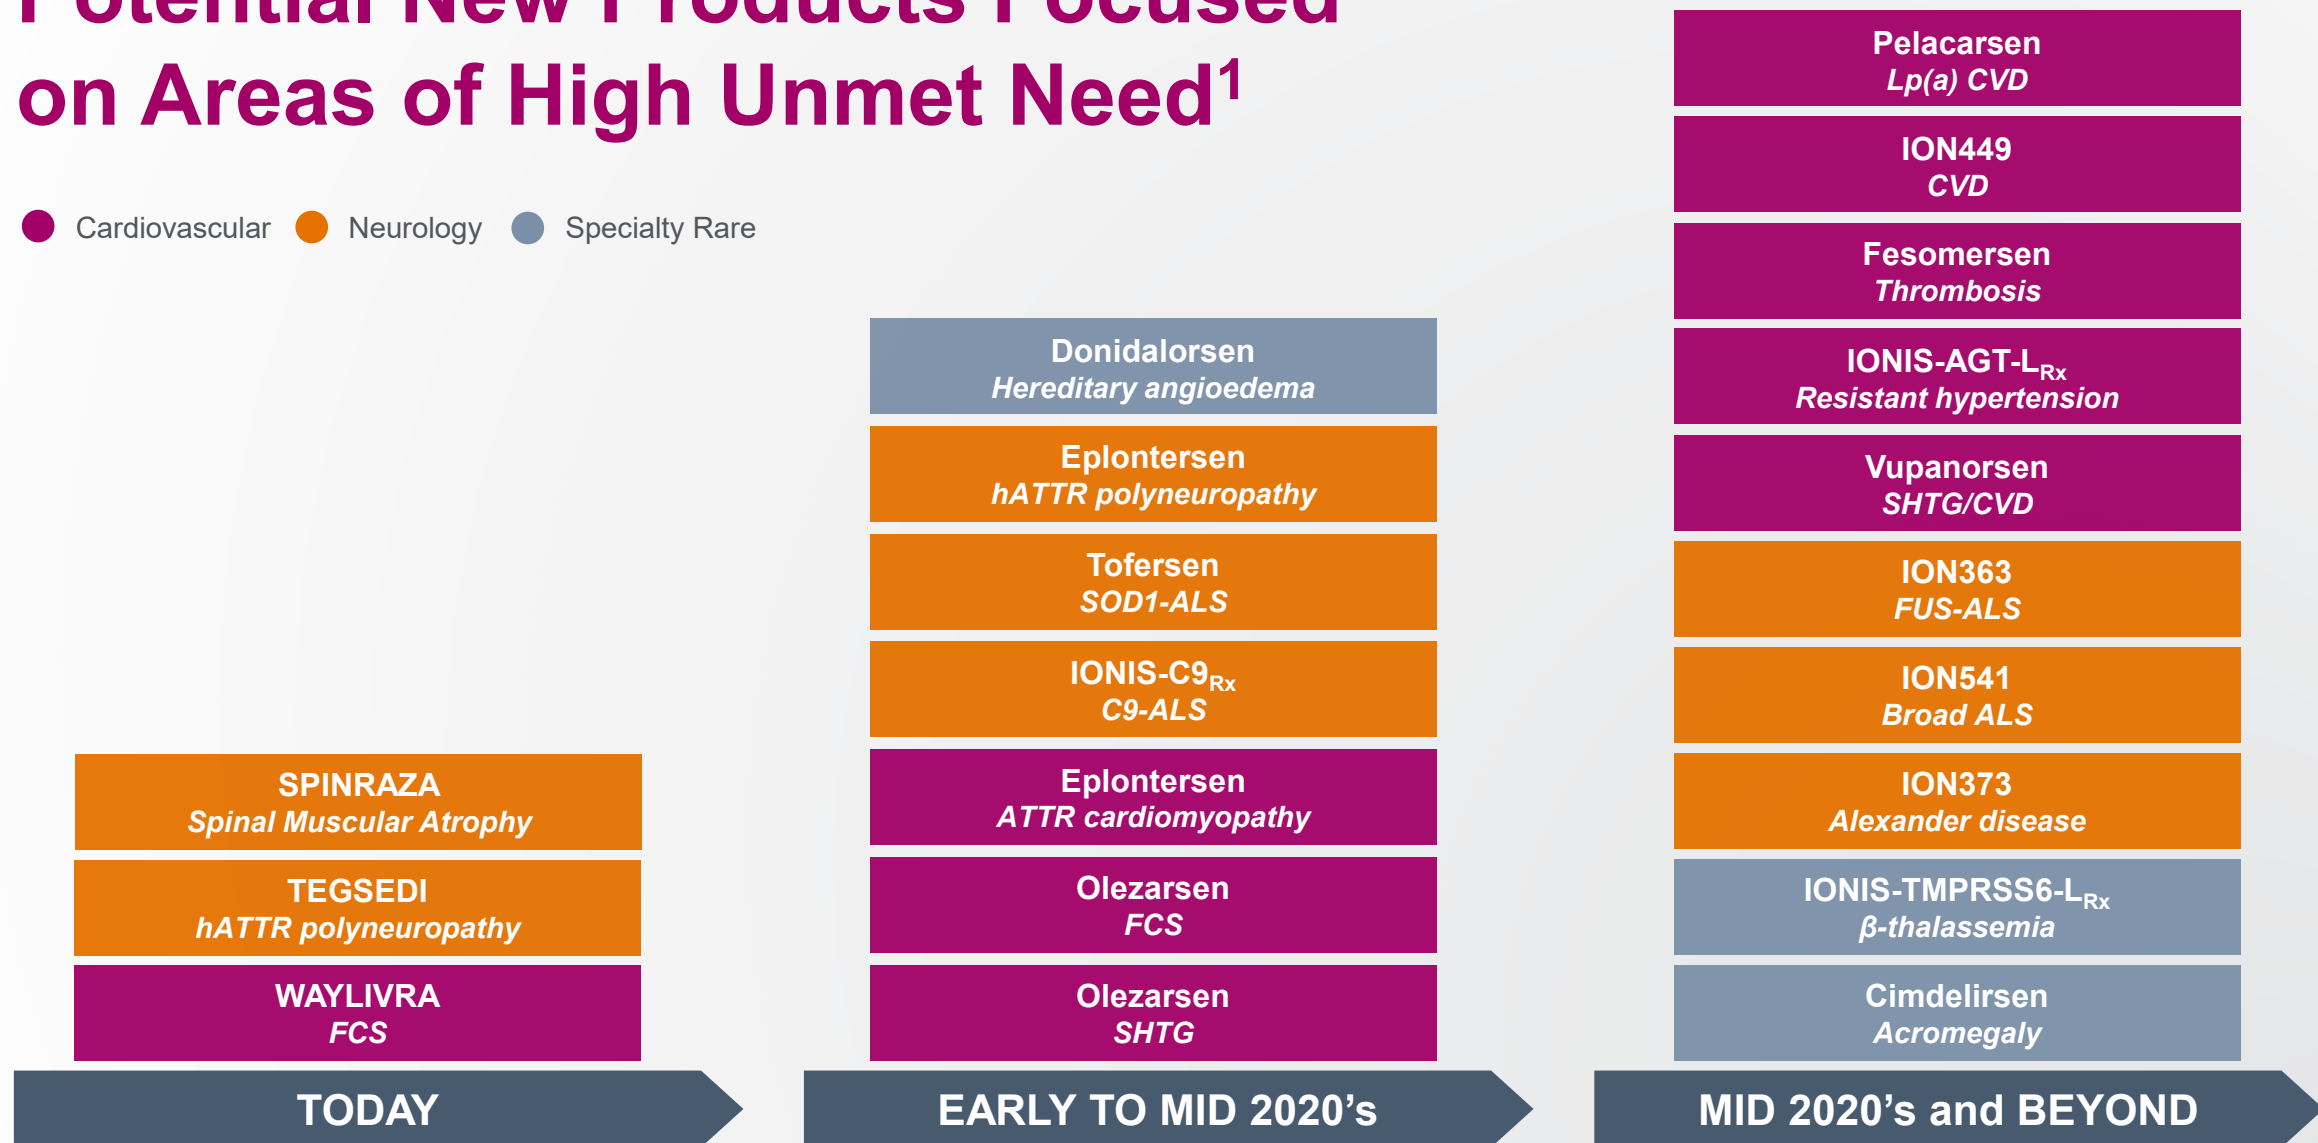 Potential New Products Focused
on Areas of High Unmet Need¹
Cardiovascular
Neurology
Specialty Rare
SPINRAZA
Spinal Muscular Atrophy
TEGSEDI
hATTR polyneuropathy
WAYLIVRA
FCS
TODAY
Donidalorsen
Hereditary angioedema
Eplontersen
hATTR polyneuropathy
Tofersen
SOD1-ALS
IONIS-C9Rx
C9-ALS
Eplontersen
ATTR cardiomyopathy
Olezarsen
FCS
Olezarsen
SHTG
EARLY TO MID 2020’s
Pelacarsen
Lp(a) CVD
ION449
CVD
Fesomersen
Thrombosis
IONIS-AGT-LRx
Resistant hypertension
Vupanorsen
SHTG/CVD
ION363
FUS-ALS
ION541
Broad ALS
ION373
Alexander disease
IONIS-TMPRSS6-LRx
β-thalassemia
Cimdelirsen
Acromegaly
MID 2020’s and BEYOND